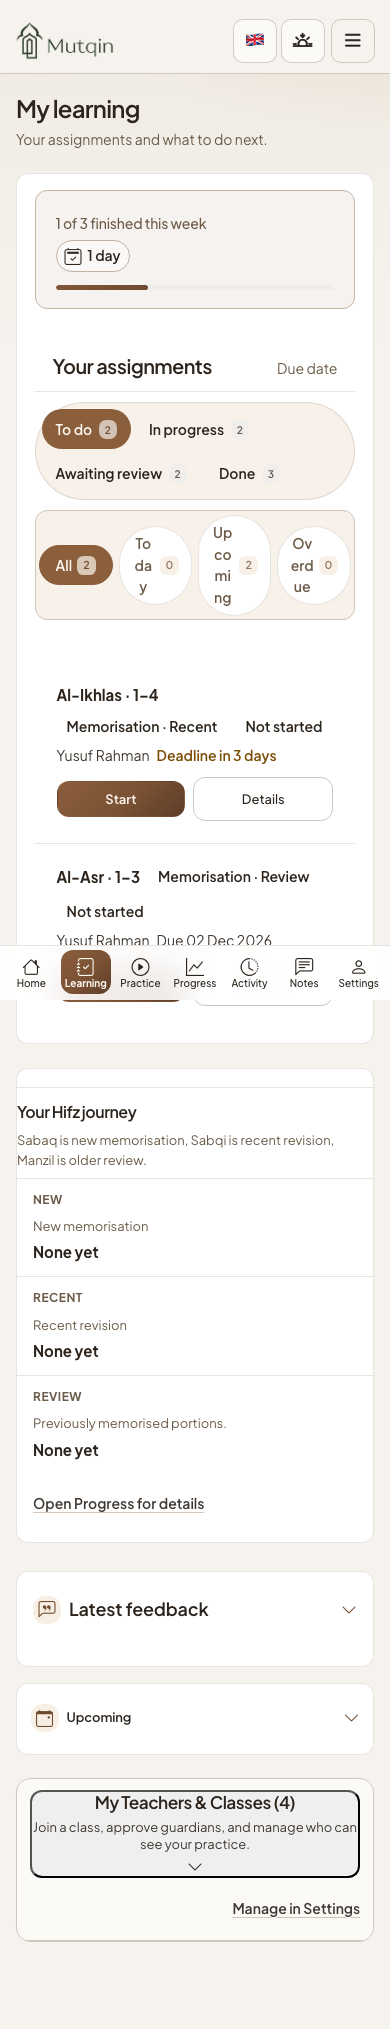 Mutqin
My learning
Your assignments and what to do next.
1 of 3 finished this week
1 day
Your assignments
Due date
To do 2
In progress 2
Awaiting review 2
Done 3
All 2
To
da
y
0
Up
co
mi
ng
2
Ov
erd
ue
0
Al-Ikhlas · 1–4
Memorisation · Recent
Not started
Yusuf Rahman Deadline in 3 days
Start
Details
Al-Asr · 1–3
Memorisation · Review
Not started
Yusuf Rahman Due 02 Dec 2026
Home
Learning
Practice
Progress
Activity
Notes
Settings
Your Hifz journey
Sabaq is new memorisation, Sabqi is recent revision,
Manzil is older review.
NEW
New memorisation
None yet
RECENT
Recent revision
None yet
REVIEW
Previously memorised portions.
None yet
Open Progress for details
Latest feedback
Upcoming
My Teachers & Classes (4)
Join a class, approve guardians, and manage who can
see your practice.
Manage in Settings